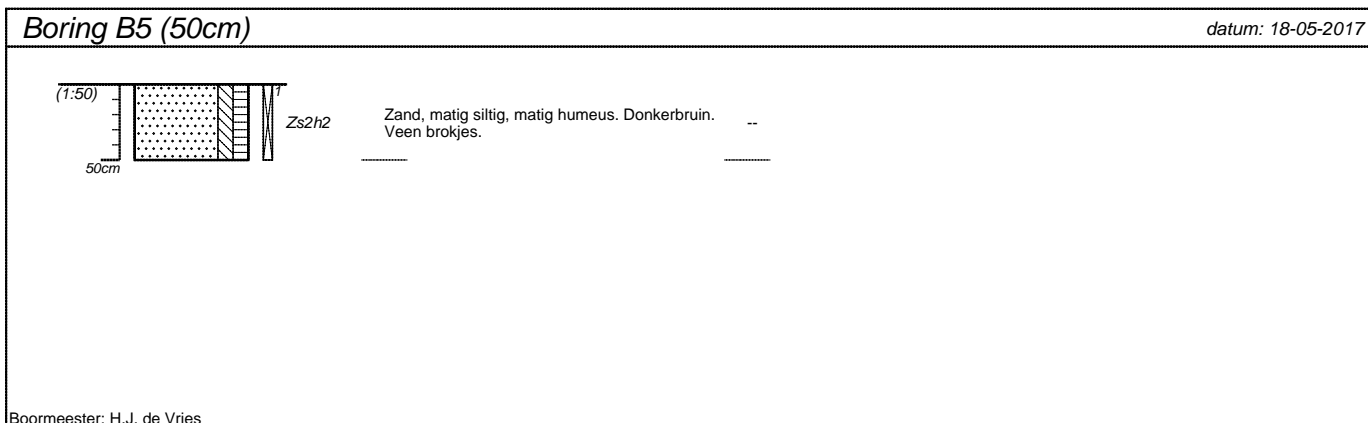 Boring B5 (50cm)
datum: 18-05-2017
(1:50)
1
Zs2h2
Zand, matig siltig, matig humeus. Donkerbruin.
Veen brokjes.
--
50cm
Boormeester: H.J. de Vries